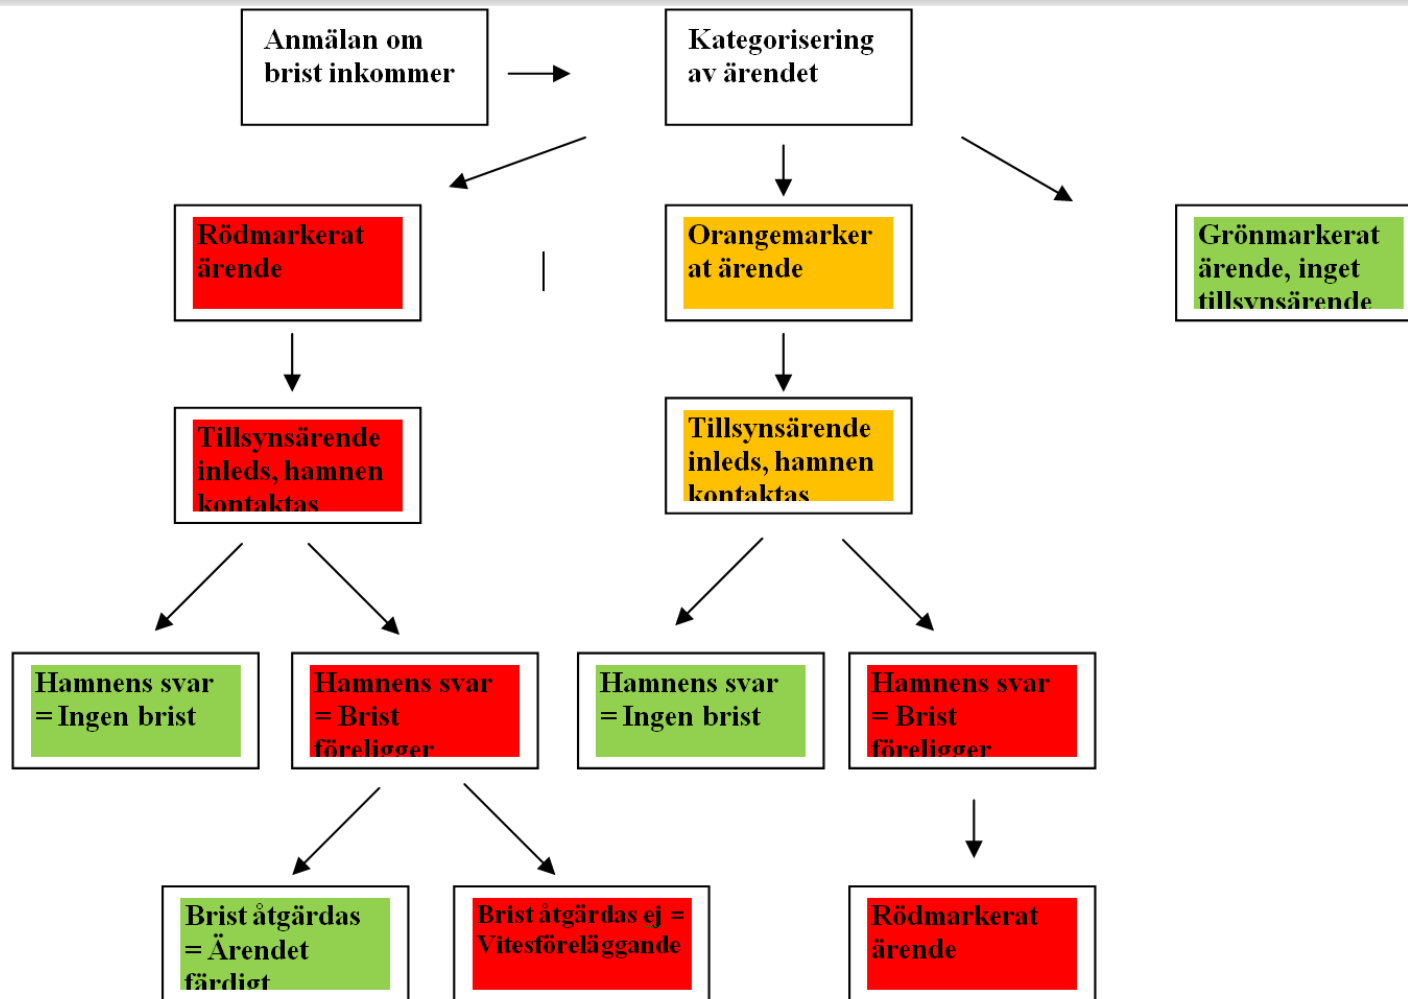 Anmälan om
brist inkommer
Kategorisering
av ärendet
Rödmarkerat
ärende
Orangemarker
at ärende
Grönmarkerat
ärende, inget
tillsynsärende
Tillsynsärende
inleds, hamnen
kontaktas
Tillsynsärende
inleds, hamnen
kontaktas
Hamnens svar
= Ingen brist
Hamnens svar
= Brist
föreligger
Hamnens svar
= Ingen brist
Hamnens svar
= Brist
föreligger
Brist åtgärdas
= Ärendet
färdigt
Brist åtgärdas ej =
Vitesföreläggande
Rödmarkerat
ärende